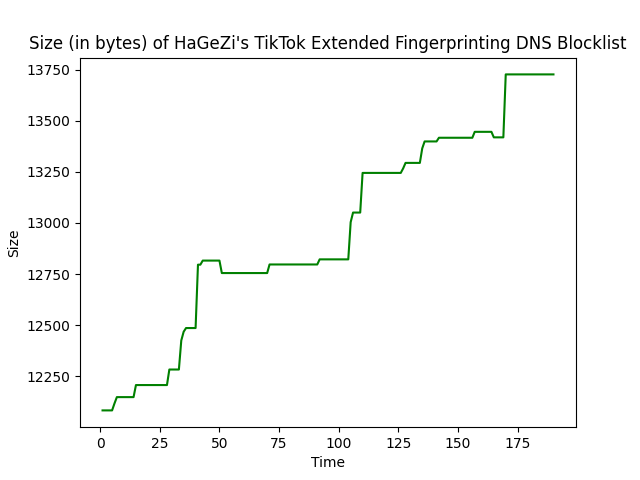 Size (in bytes) of HaGeZi's TikTok Extended Fingerprinting DNS Blocklist
13750
13500
13250
13000
12750
12500
12250
Size
0 25 50 75 100 125 150 175
Time